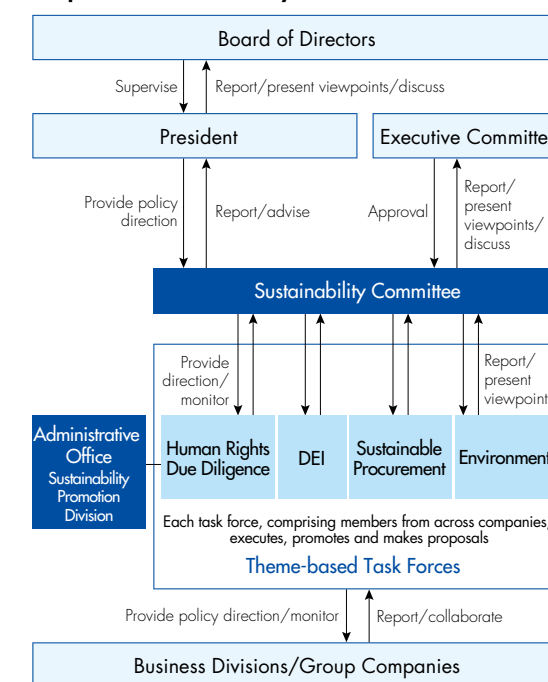 Board of Directors
Supervise
Report/present viewpoints/discuss
President
Executive Committe
Provide policy
direction
Report/advise
Approval
Report/
present
viewpoints/
discuss
Sustainability Committee
Provide
direction/
monitor
Report/
present
viewpoint
Administrative
Office
Sustainability
Promotion
Division
Human Rights
Due Diligence
DEI
Sustainable
Procurement
Environment
Each task force, comprising members from across companies,
executes, promotes and makes proposals
Theme-based Task Forces
Provide policy direction/monitor
Report/collaborate
Business Divisions/Group Companies